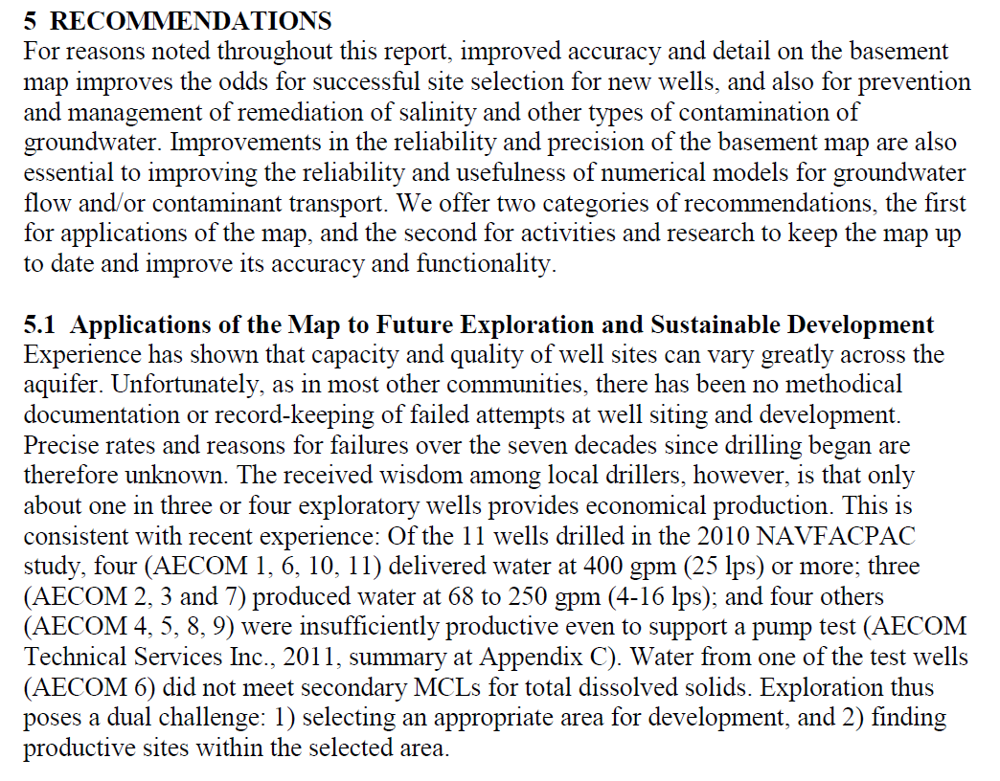 5 RECOMMENDATIONS
For reasons noted throughout this report, improved accuracy and detail on the basement
map improves the odds for successful site selection for new wells, and also for prevention
and management of remediation of salinity and other types of contamination of
groundwater. Improvements in the reliability and precision of the basement map are also
essential to improving the reliability and usefulness of numerical models for groundwater
flow and/or contaminant transport. We offer two categories of recommendations, the first
for applications of the map, and the second for activities and research to keep the map up
to date and improve its accuracy and functionality.
5.1 Applications of the Map to Future Exploration and Sustainable Development
Experience has shown that capacity and quality of well sites can vary greatly across the
aquifer. Unfortunately, as in most other communities, there has been no methodical
documentation or record-keeping of failed attempts at well siting and development.
Precise rates and reasons for failures over the seven decades since drilling began are
therefore unknown. The received wisdom among local drillers, however, is that only
about one in three or four exploratory wells provides economical production. This is
consistent with recent experience: Of the 11 wells drilled in the 2010 NAVFACPAC
study, four (AECOM 1, 6, 10, 11) delivered water at 400 gpm (25 lps) or more; three
(AECOM 2, 3 and 7) produced water at 68 to 250 gpm (4-16 lps); and four others
(AECOM 4, 5, 8, 9) were insufficiently productive even to support a pump test (AECOM
Technical Services Inc., 2011, summary at Appendix C). Water from one of the test wells
(AECOM 6) did not meet secondary MCLs for total dissolved solids. Exploration thus
poses a dual challenge: 1) selecting an appropriate area for development, and 2) finding
productive sites within the selected area.